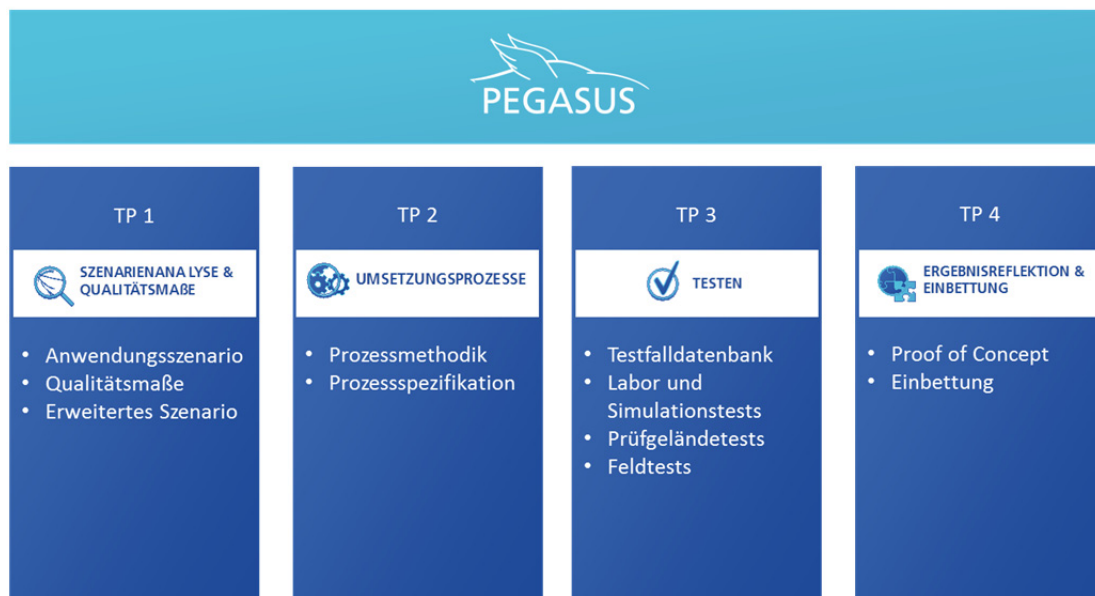 PEGASUS
TP 1
SZENARIENANA LYSE &
QUALITÄTSMAßE
• Anwendungsszenario
• Qualitätsmaße
• Erweitertes Szenario
TP 2
UMSETZUNGSPROZESSE
• Prozessmethodik
• Prozessspezifikation
TP 3
TESTEN
• Testfalldatenbank
• Labor und
Simulationstests
• Prüfgeländetests
• Feldtests
TP 4
ERGEBNISREFLEKTION &
EINBETTUNG
• Proof of Concept
• Einbettung